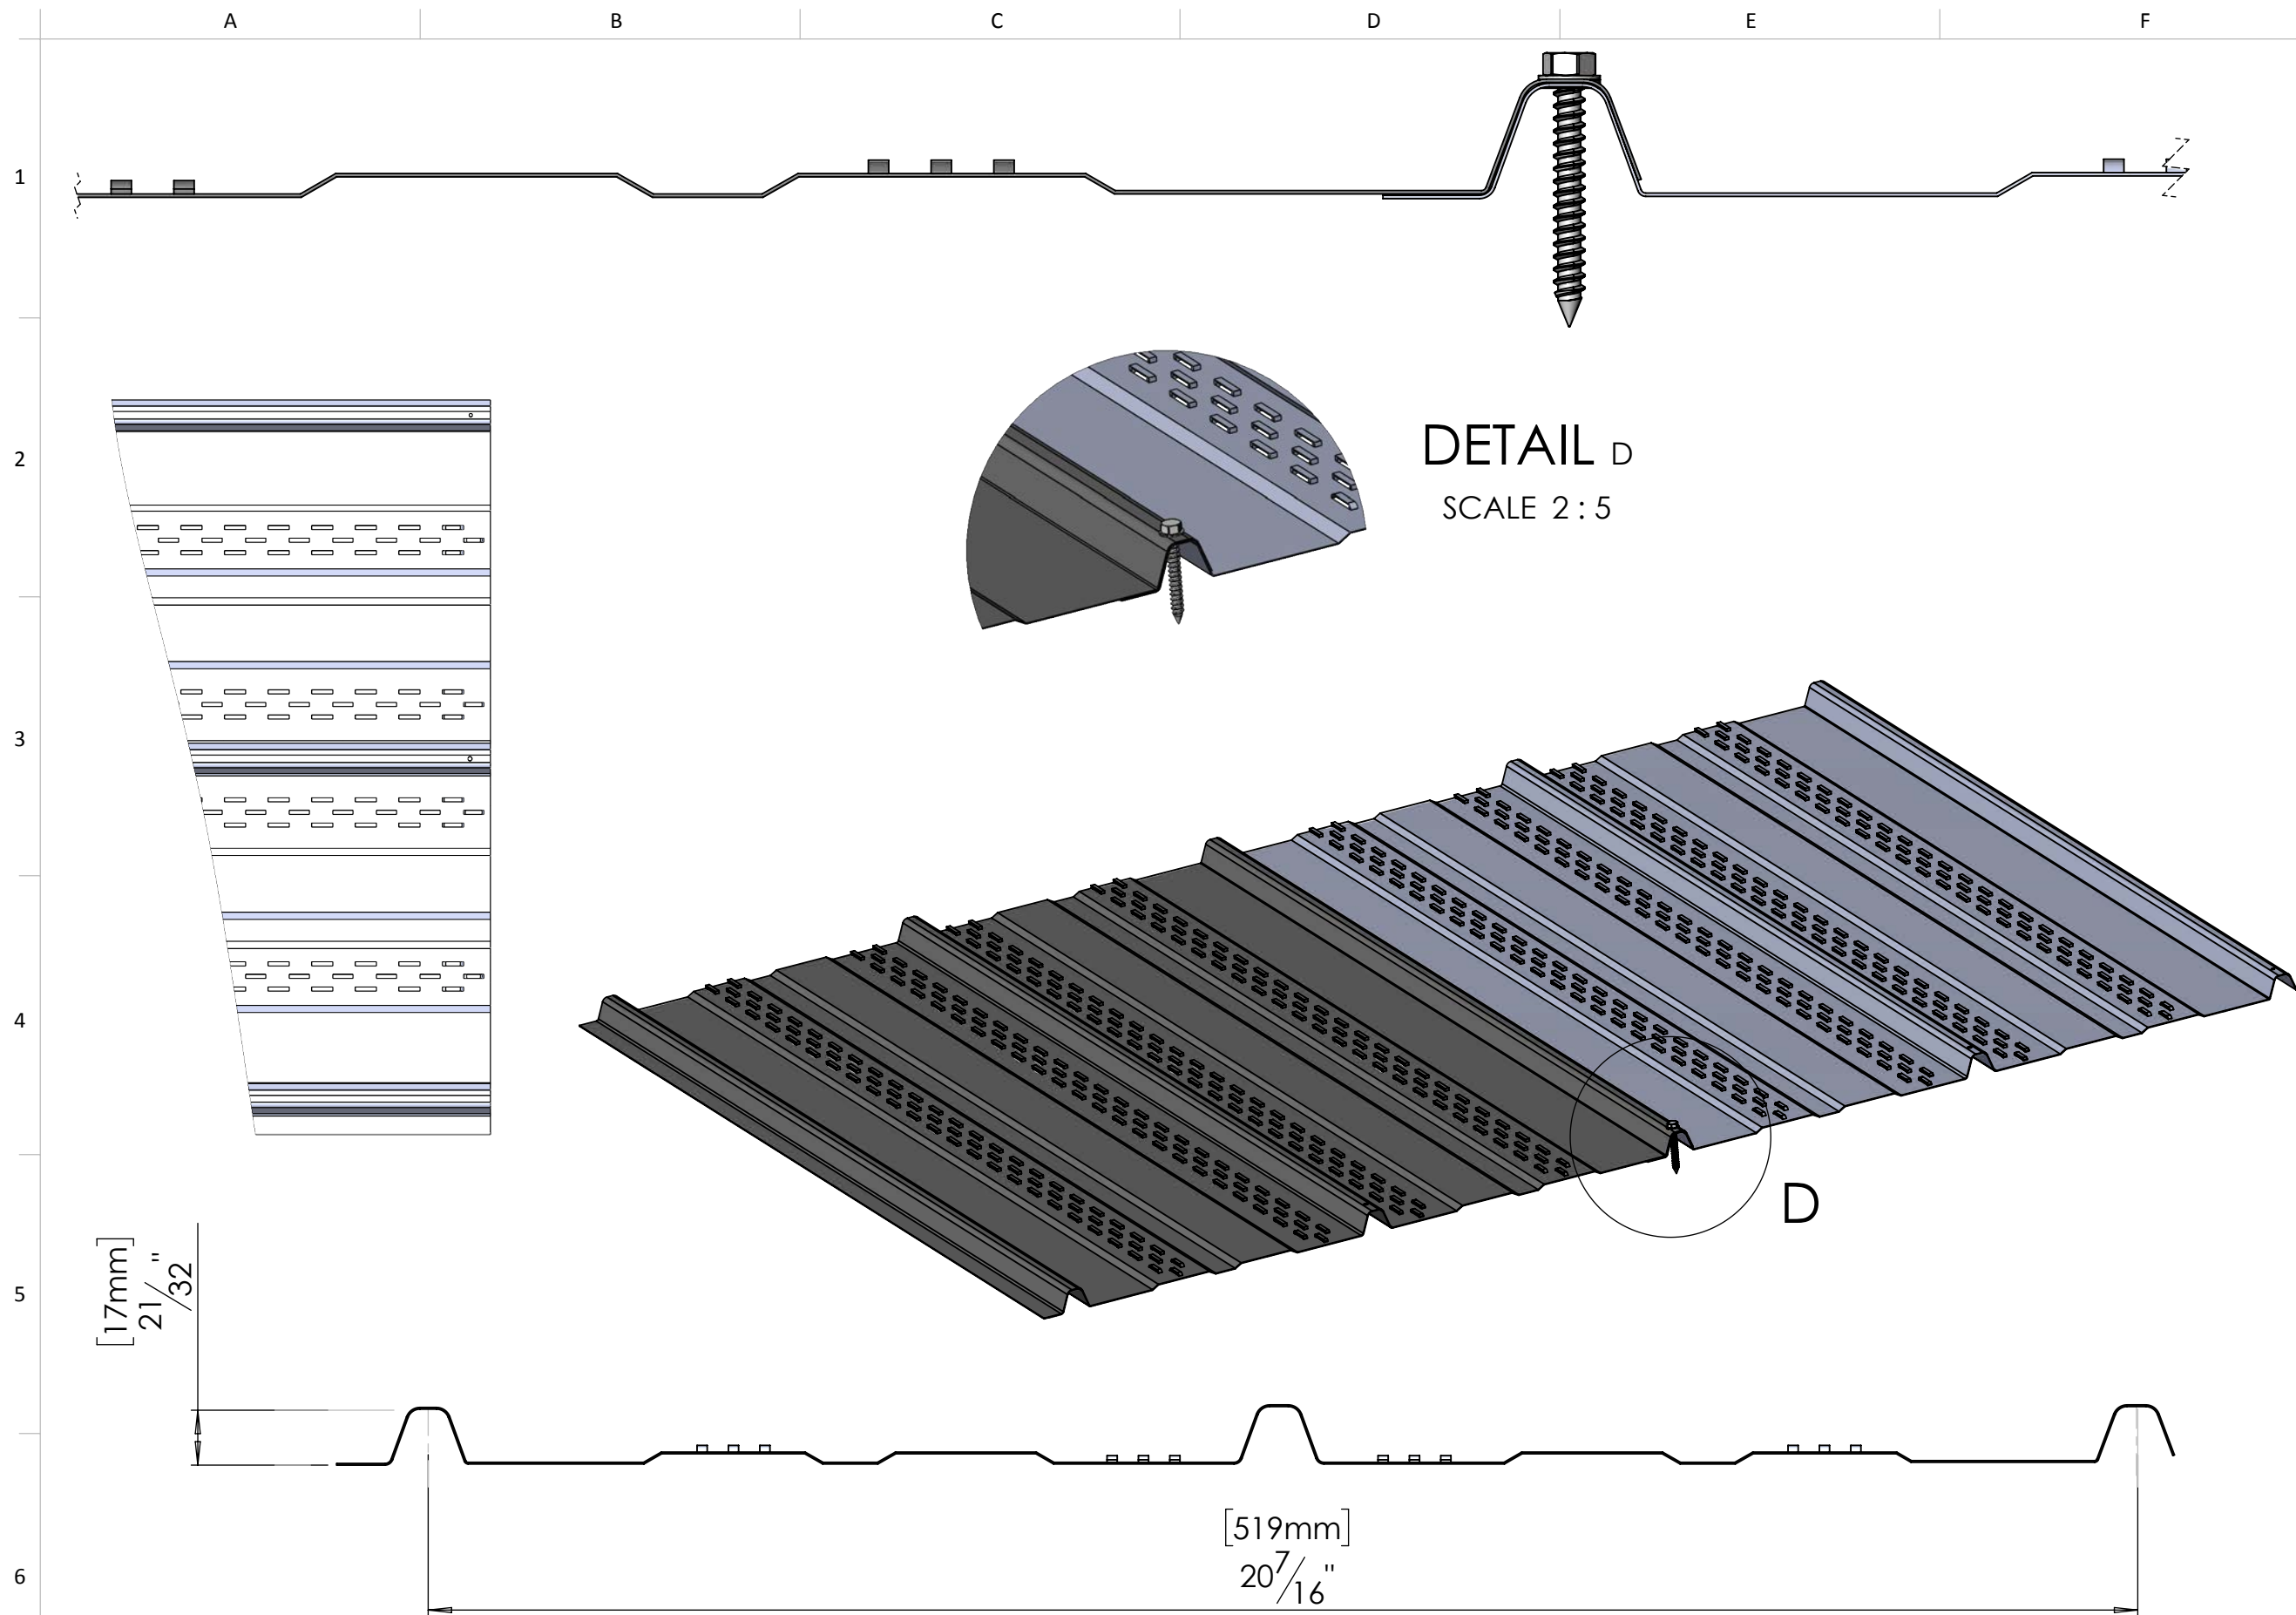 A B C D E F
1
DETAIL D
SCALE 2 : 5
2
3
4
D
5
[17mm]
21/32"
[519mm]
20 7/16"
6